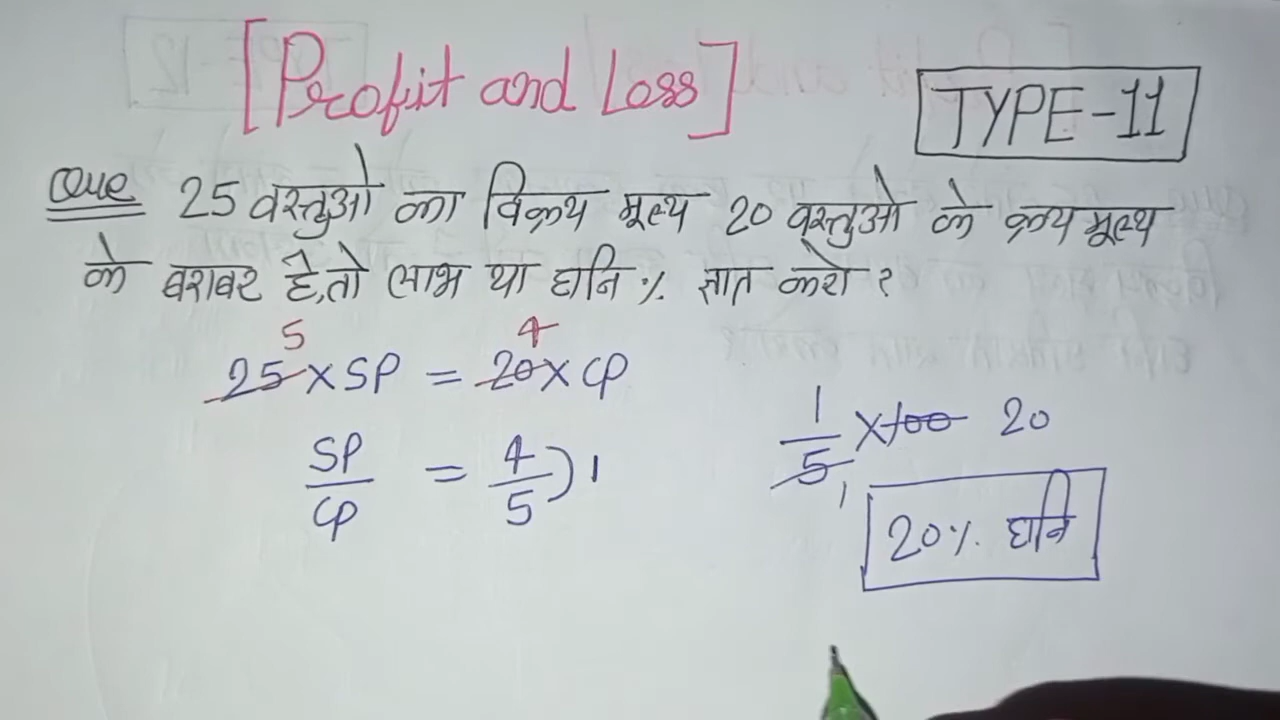 [Profit and Loss]
TYPE-11
Que 25 वस्तुओ का विक्रय मूल्य 20 वस्तुओ के क्रय मूल्य
के बराबर है, तो लाभ या हानि % ज्ञात करो ?
5 4
25 × SP = 20 × CP
SP/CP = 4/5 ) 1
1/5 × 100 20
1
20% हानि